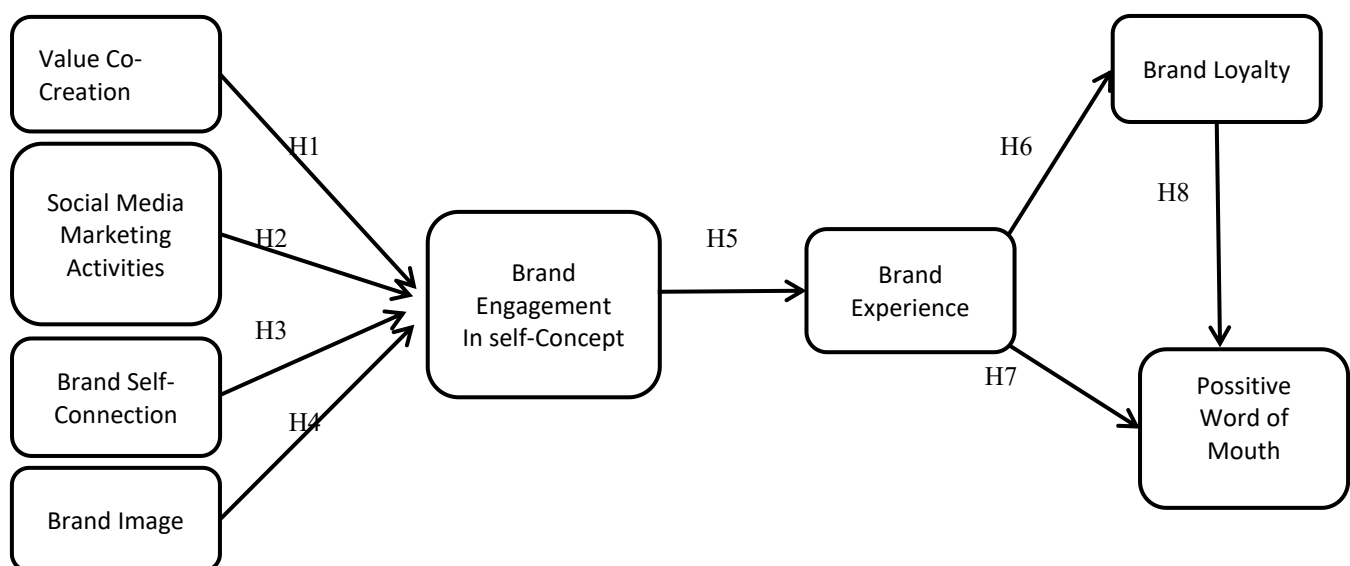 Value Co-
Creation
H1
Social Media
Marketing
Activities
H2
H3
Brand Self-
Connection
H4
Brand Image
Brand
Engagement
In self-Concept
H5
Brand
Experience
H6
Brand Loyalty
H8
H7
Possitive
Word of
Mouth